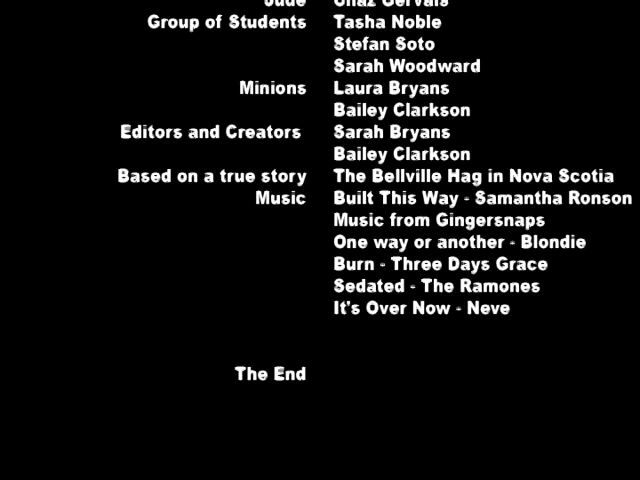 Jude Chaz Gervais
Group of Students Tasha Noble
Stefan Soto
Sarah Woodward
Minions Laura Bryans
Bailey Clarkson
Editors and Creators Sarah Bryans
Bailey Clarkson
Based on a true story The Bellville Hag in Nova Scotia
Music Built This Way - Samantha Ronson
Music from Gingersnaps
One way or another - Blondie
Burn - Three Days Grace
Sedated - The Ramones
It's Over Now - Neve
The End